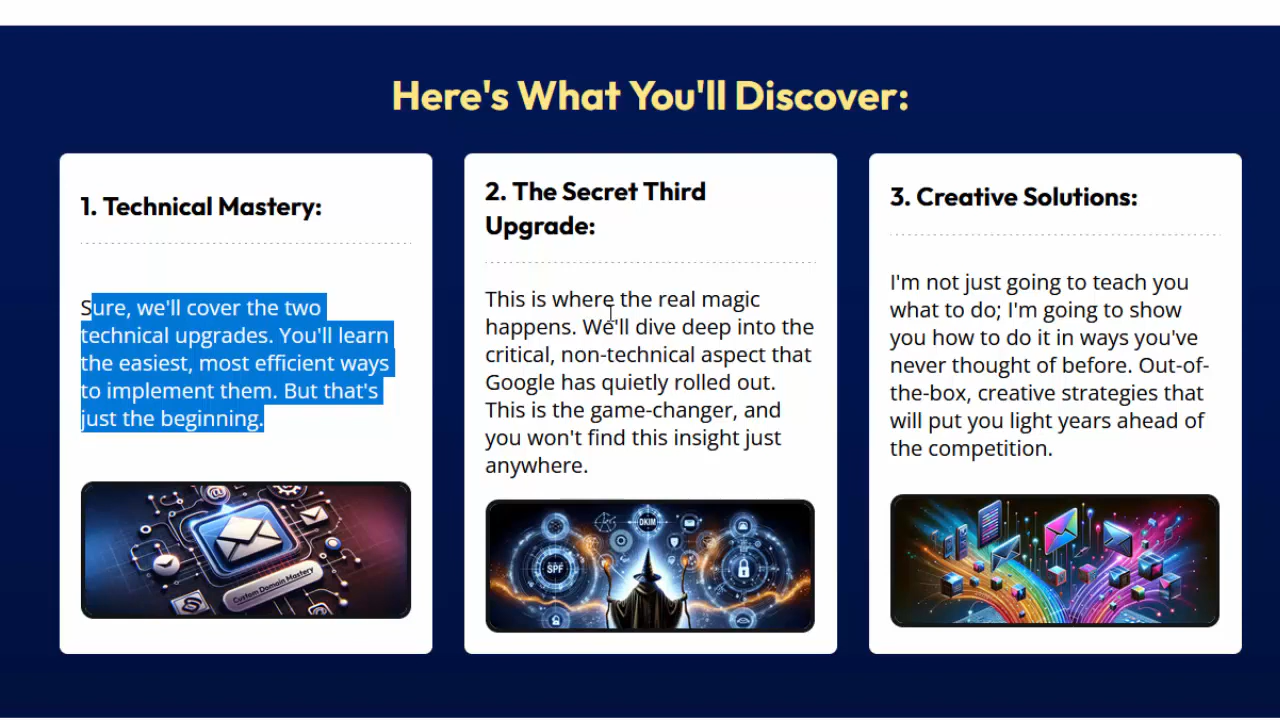 Here's What You'll Discover:
1. Technical Mastery:
Sure, we'll cover the two
technical upgrades. You'll learn
the easiest, most efficient ways
to implement them. But that's
just the beginning.
Custom Domain Mastery
2. The Secret Third
Upgrade:
This is where the real magic
happens. We'll dive deep into the
critical, non-technical aspect that
Google has quietly rolled out.
This is the game-changer, and
you won't find this insight just
anywhere.
DKIM
SPF
3. Creative Solutions:
I'm not just going to teach you
what to do; I'm going to show
you how to do it in ways you've
never thought of before. Out-of-
the-box, creative strategies that
will put you light years ahead of
the competition.